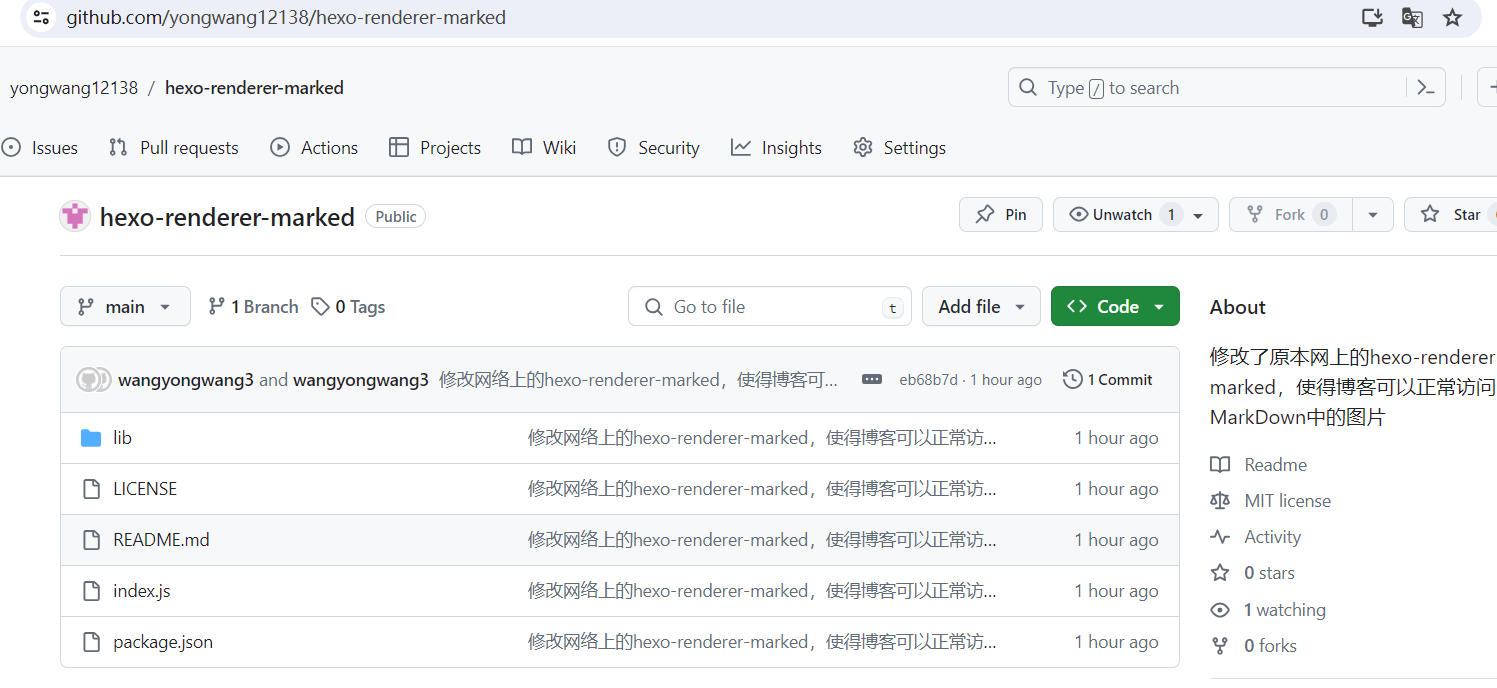 github.com/yongwang12138/hexo-renderer-marked
yongwang12138 / hexo-renderer-marked
Type / to search
Issues Pull requests Actions Projects Wiki Security Insights Settings
hexo-renderer-marked Public
Pin Unwatch 1 Fork 0 Star
main 1 Branch 0 Tags Go to file t Add file Code
wangyongwang3 and wangyongwang3 修改网络上的hexo-renderer-marked，使得博客可... eb68b7d · 1 hour ago 1 Commit
lib 修改网络上的hexo-renderer-marked，使得博客可以正常访... 1 hour ago
LICENSE 修改网络上的hexo-renderer-marked，使得博客可以正常访... 1 hour ago
README.md 修改网络上的hexo-renderer-marked，使得博客可以正常访... 1 hour ago
index.js 修改网络上的hexo-renderer-marked，使得博客可以正常访... 1 hour ago
package.json 修改网络上的hexo-renderer-marked，使得博客可以正常访... 1 hour ago
About
修改了原本网上的hexo-renderer
marked，使得博客可以正常访问
MarkDown中的图片
Readme
MIT license
Activity
0 stars
1 watching
0 forks